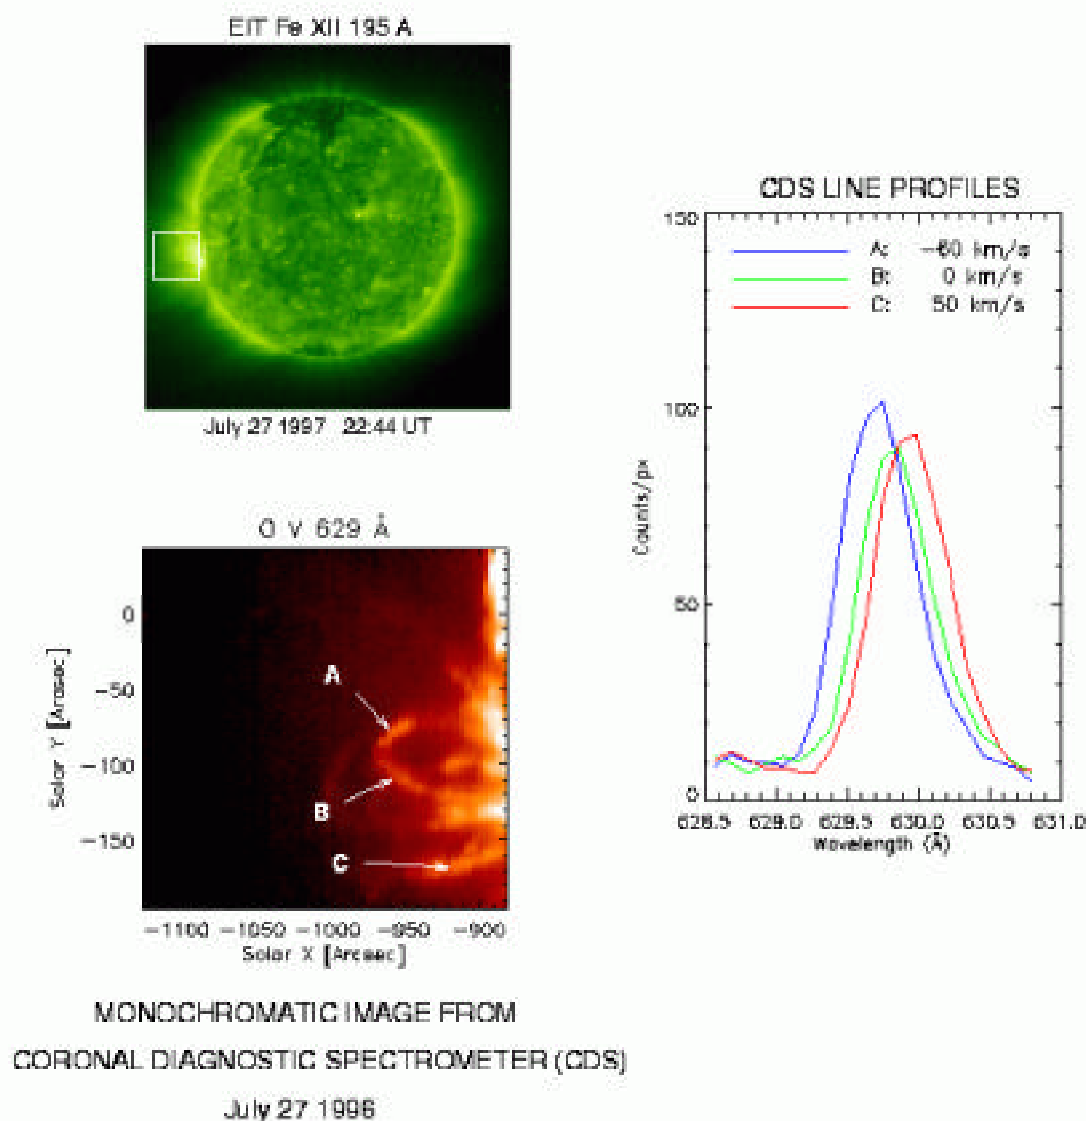 EIT Fe XII 195 A
July 27 1997 22:44 UT
O V 629 Å
Solar Y [Arcsec]
0
−50
−100
−150
A
B
C
−1100 −1050 −1000 −950 −900
Solar X [Arcsec]
MONOCHROMATIC IMAGE FROM
CORONAL DIAGNOSTIC SPECTROMETER (CDS)
July 27 1996
CDS LINE PROFILES
Counts/px
150
100
50
0
A: −60 km/s
B: 0 km/s
C: 50 km/s
628.5 629.0 629.5 630.0 630.5 631.0
Wavelength (Å)